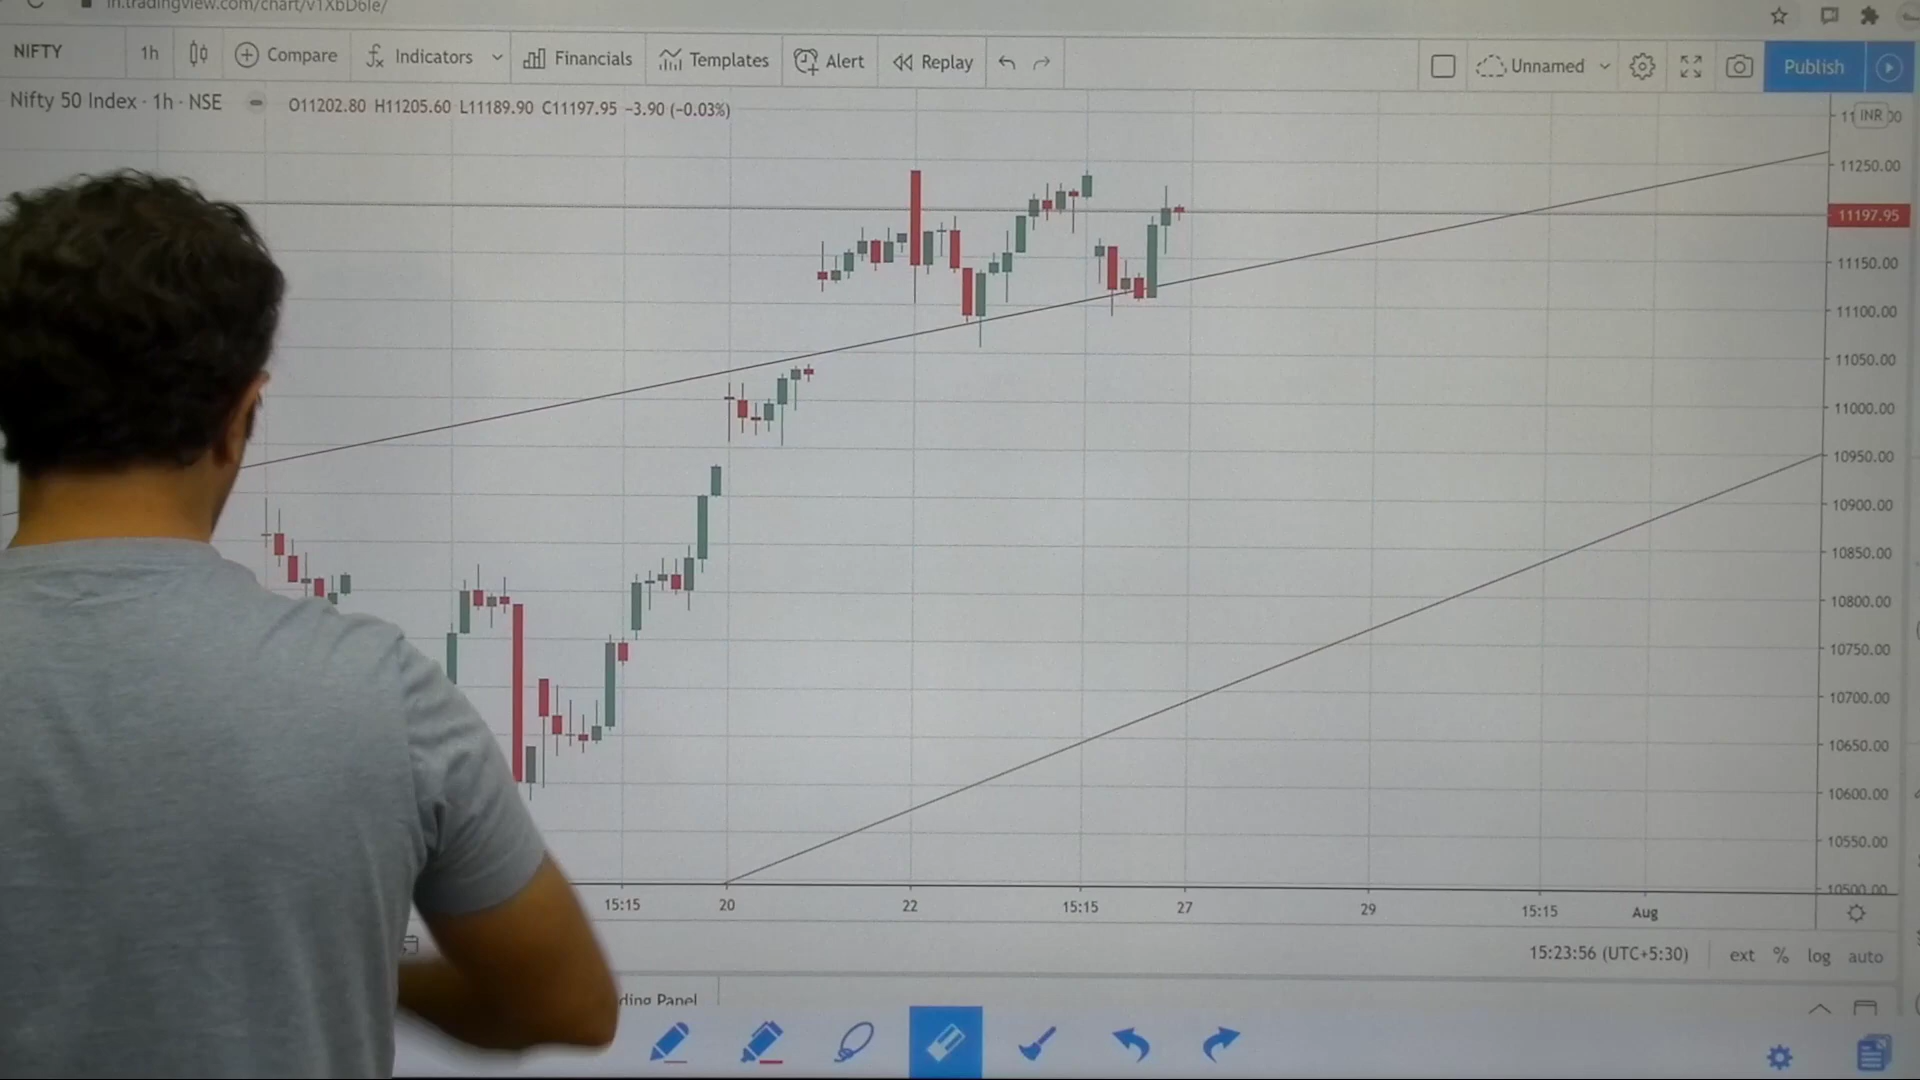 in.tradingview.com/chart/v1XbD6Ie/
NIFTY 1h Compare Indicators Financials Templates Alert Replay Unnamed Publish
Nifty 50 Index · 1h · NSE O11202.80 H11205.60 L11189.90 C11197.95 −3.90 (−0.03%)
INR
11250.00
11197.95
11150.00
11100.00
11050.00
11000.00
10950.00
10900.00
10850.00
10800.00
10750.00
10700.00
10650.00
10600.00
10550.00
10500.00
15:15 20 22 15:15 27 29 15:15 Aug
15:23:56 (UTC+5:30) ext % log auto
ding Panel